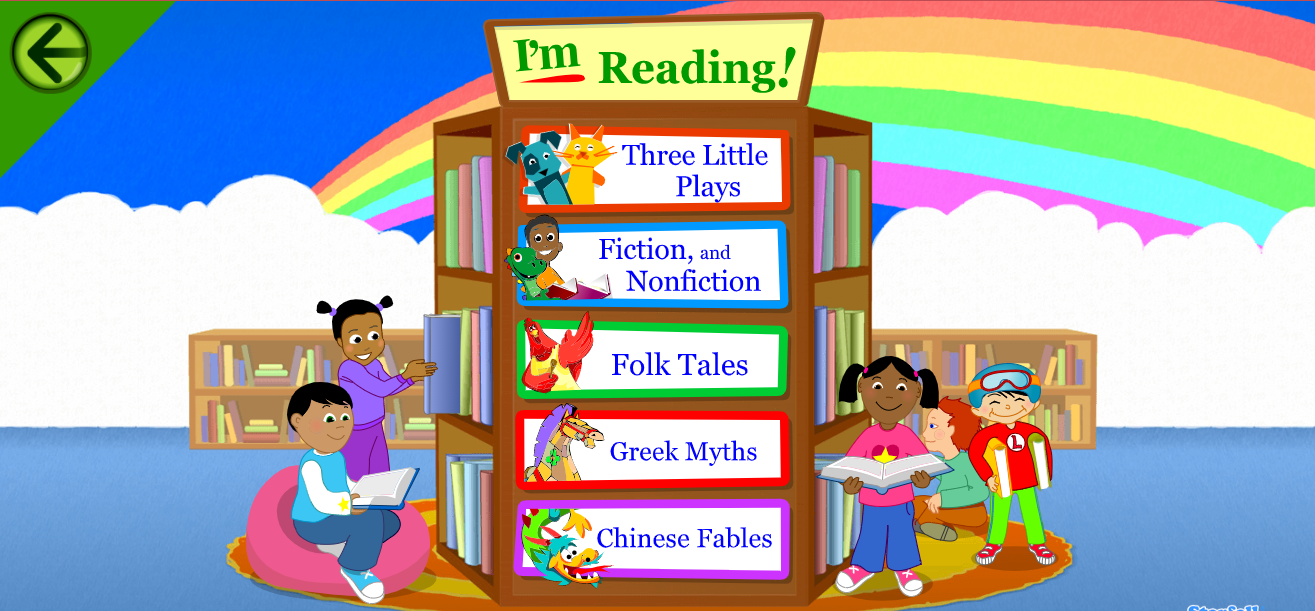 I'm Reading!
Three Little
Plays
Fiction, and
Nonfiction
Folk Tales
Greek Myths
Chinese Fables
L